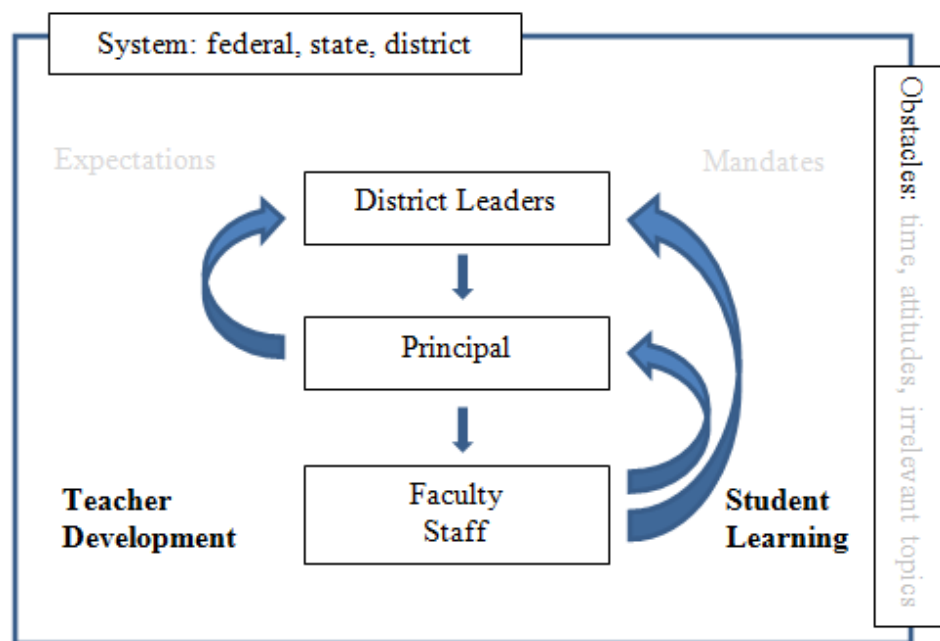 System: federal, state, district
Obstacles: time, attitudes, irrelevant topics
Expectations
Mandates
District Leaders
Principal
Faculty
Staff
Teacher
Development
Student
Learning